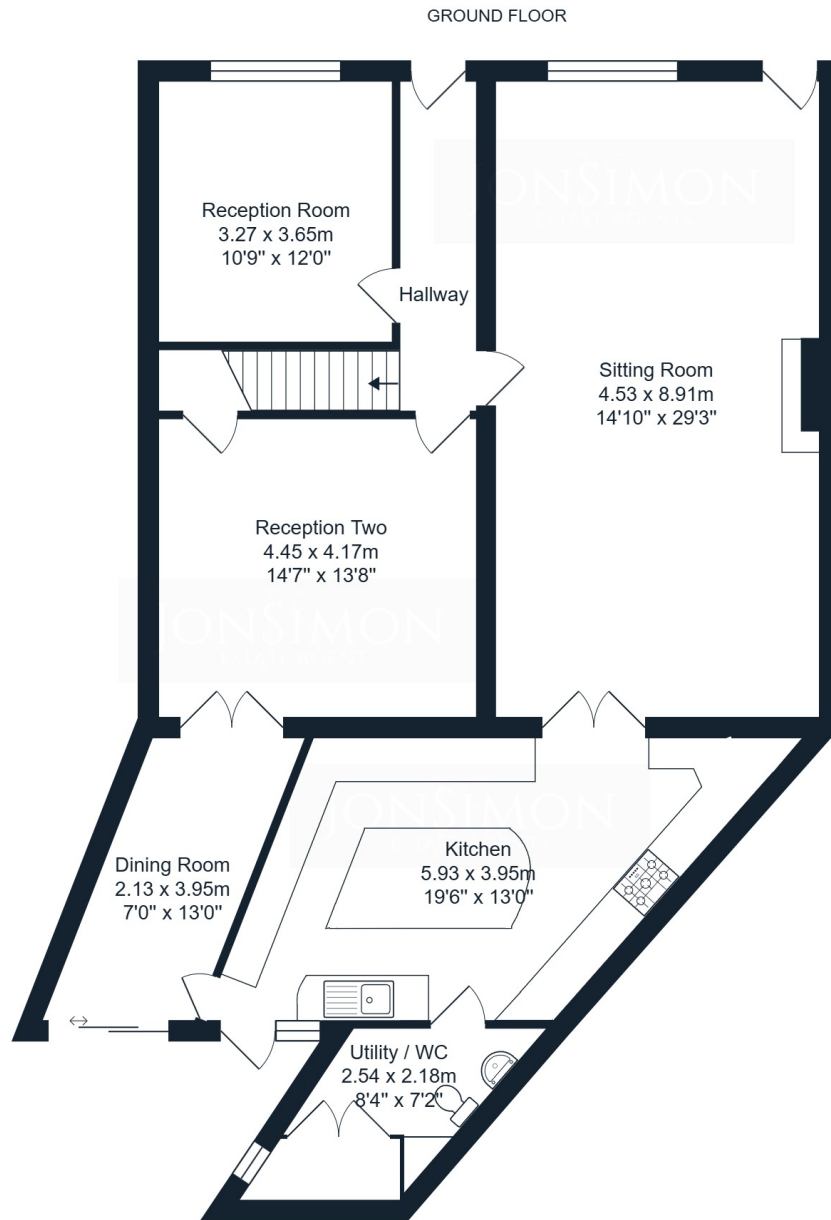 GROUND FLOOR
JONSIMON
Reception Room
3.27 x 3.65m
10'9" x 12'0"
Hallway
Sitting Room
4.53 x 8.91m
14'10" x 29'3"
Reception Two
4.45 x 4.17m
14'7" x 13'8"
JONSIMON
JONSIMON
Kitchen
5.93 x 3.95m
19'6" x 13'0"
Dining Room
2.13 x 3.95m
7'0" x 13'0"
Utility / WC
2.54 x 2.18m
8'4" x 7'2"